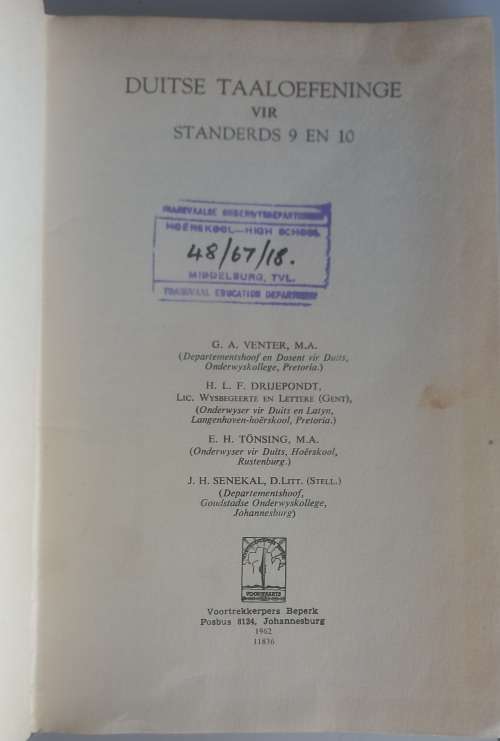 DUITSE TAALOEFENINGE
VIR
STANDERDS 9 EN 10
TRANSVAALSE ONDERWYSDEPARTEMENT
HOËRSKOOL—HIGH SCHOOL
48/67/18.
MIDDELBURG, TVL.
TRANSVAAL EDUCATION DEPARTMENT
G. A. VENTER, M.A.
(Departementshoof en Dosent vir Duits,
Onderwyskollege, Pretoria.)
H. L. F. DRIJEPONDT,
LIC. WYSBEGEERTE EN LETTERE (GENT),
(Onderwyser vir Duits en Latyn,
Langenhoven-hoërskool, Pretoria.)
E. H. TÖNSING, M.A.
(Onderwyser vir Duits, Hoërskool,
Rustenburg.)
J. H. SENEKAL, D.LITT. (STELL.)
(Departementshoof,
Goudstadse Onderwyskollege,
Johannesburg)
VOORTWAARTS
Voortrekkerpers Beperk
Posbus 8134, Johannesburg
1962
11836